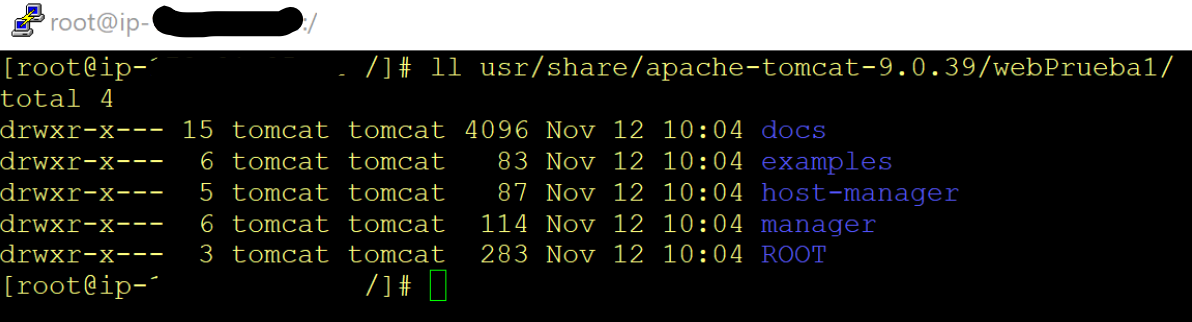 root@ip- :/
[root@ip- /]# ll usr/share/apache-tomcat-9.0.39/webPrueba1/
total 4
drwxr-x--- 15 tomcat tomcat 4096 Nov 12 10:04 docs
drwxr-x--- 6 tomcat tomcat 83 Nov 12 10:04 examples
drwxr-x--- 5 tomcat tomcat 87 Nov 12 10:04 host-manager
drwxr-x--- 6 tomcat tomcat 114 Nov 12 10:04 manager
drwxr-x--- 3 tomcat tomcat 283 Nov 12 10:04 ROOT
[root@ip- /]#